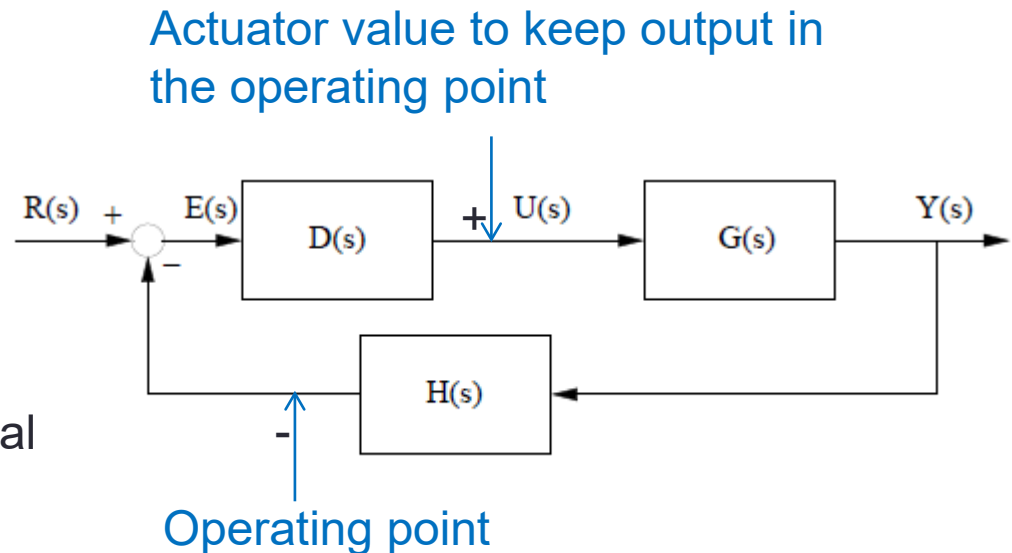 Actuator value to keep output in
the operating point
R(s) + E(s) D(s) + U(s) G(s) Y(s)
−
H(s)
al
-
Operating point